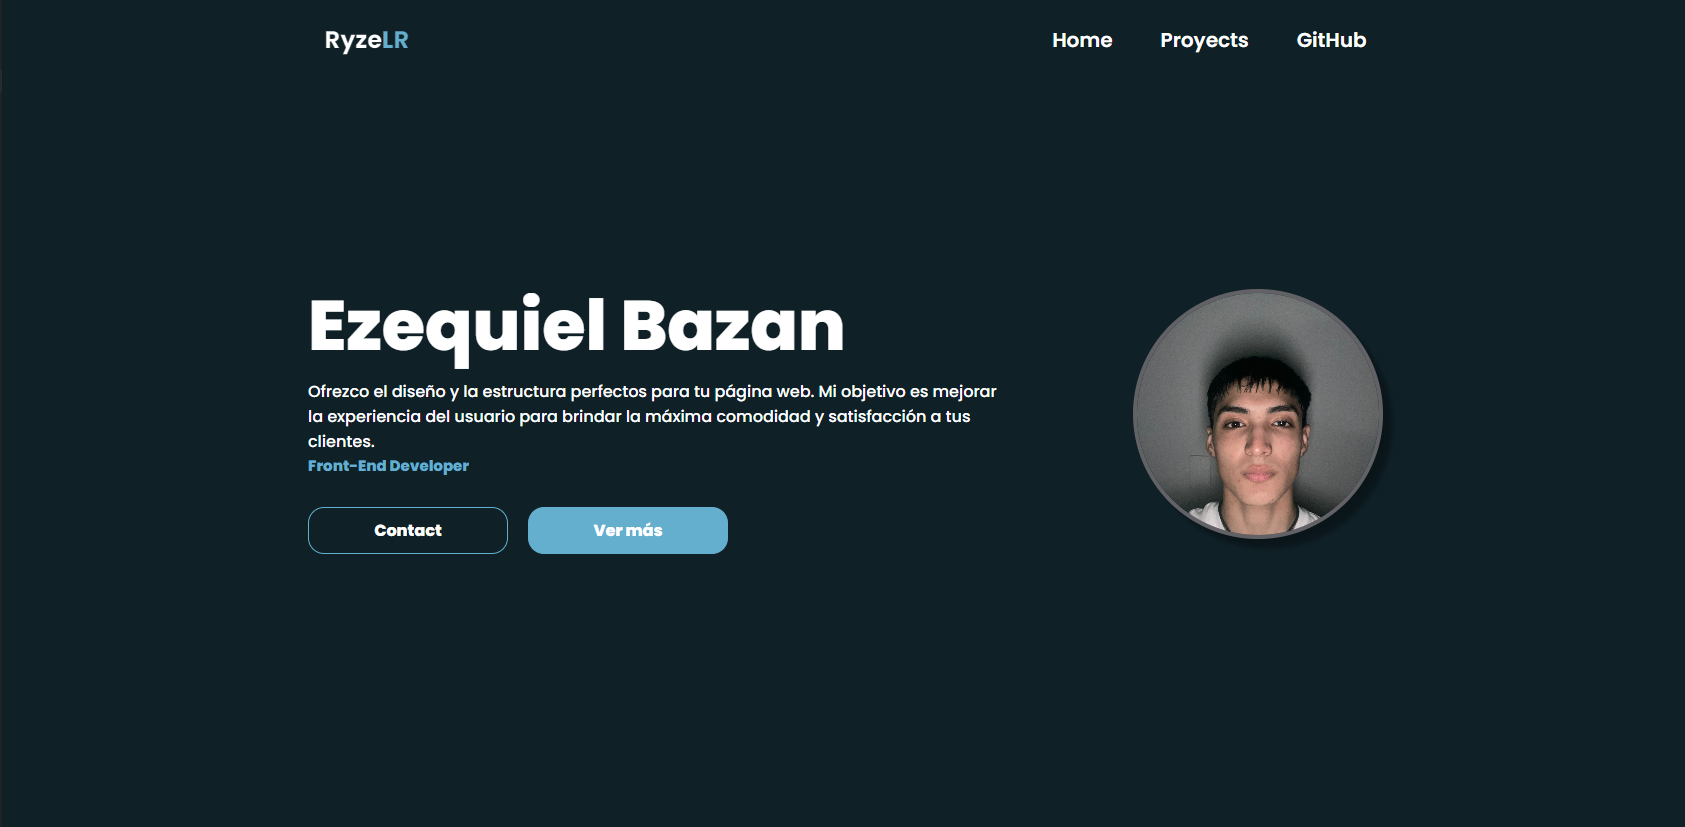 RyzeLR
Home Proyects GitHub
Ezequiel Bazan
Ofrezco el diseño y la estructura perfectos para tu página web. Mi objetivo es mejorar
la experiencia del usuario para brindar la máxima comodidad y satisfacción a tus
clientes.
Front-End Developer
Contact Ver más